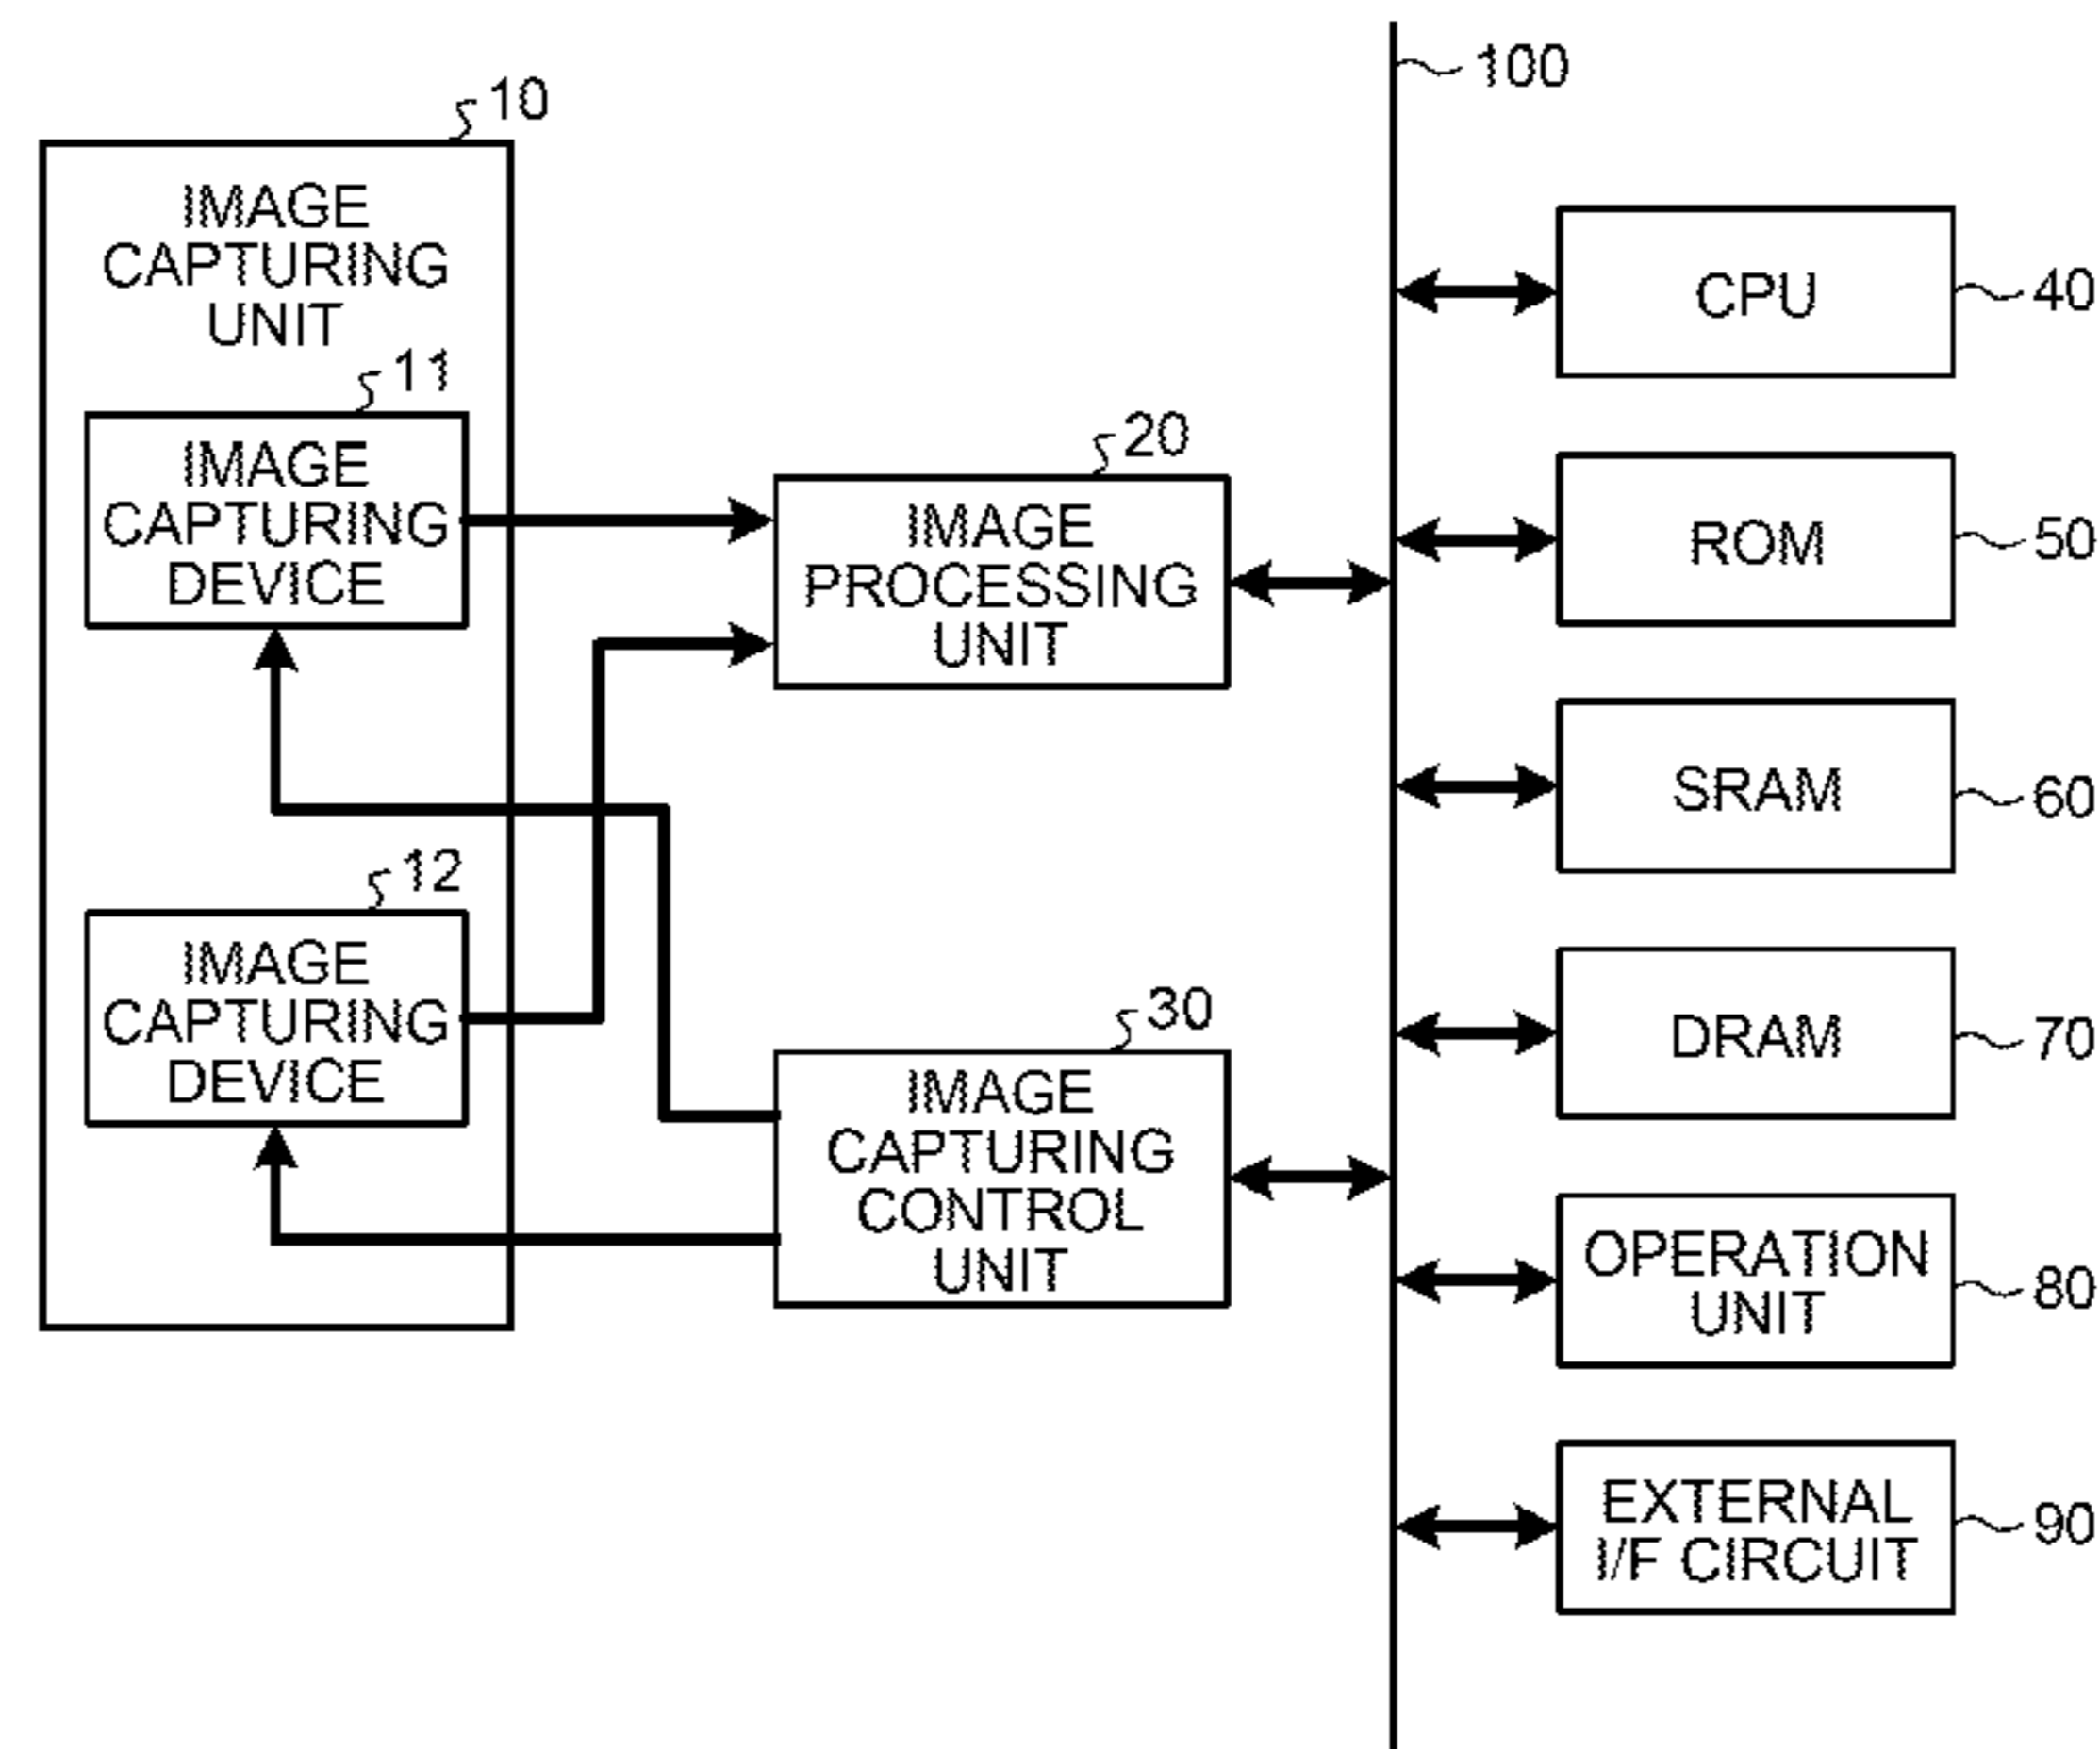 10
IMAGE
CAPTURING
UNIT
11
IMAGE
CAPTURING
DEVICE
12
IMAGE
CAPTURING
DEVICE
20
IMAGE
PROCESSING
UNIT
30
IMAGE
CAPTURING
CONTROL
UNIT
100
CPU
40
ROM
50
SRAM
60
DRAM
70
OPERATION
UNIT
80
EXTERNAL
I/F CIRCUIT
90